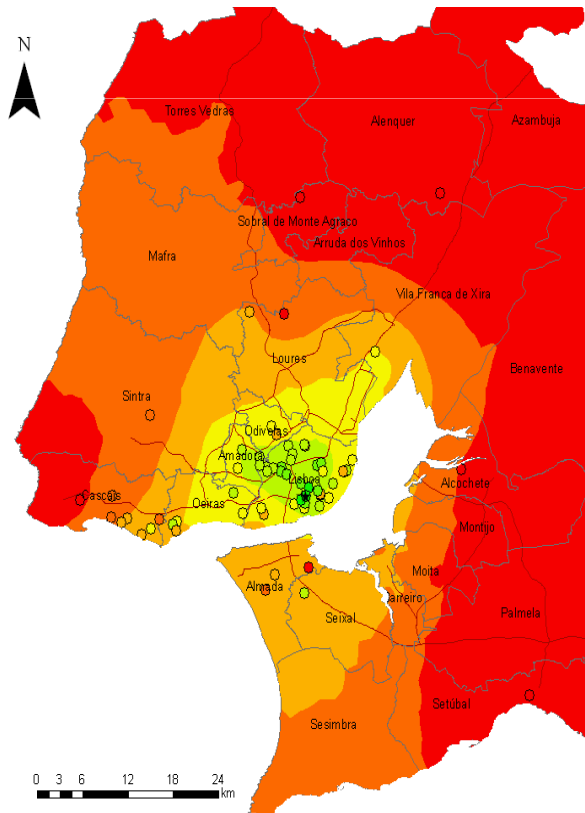 N
Torres Vedras
Alenquer
Azambuja
Sobral de Monte Agraço
Arruda dos Vinhos
Mafra
Vila Franca de Xira
Loures
Benavente
Sintra
Odivelas
Amadora
Lisboa
Alcochete
Cascais
Oeiras
Montijo
Moita
Almada
Barreiro
Seixal
Palmela
Setúbal
Sesimbra
0 3 6 12 18 24
km